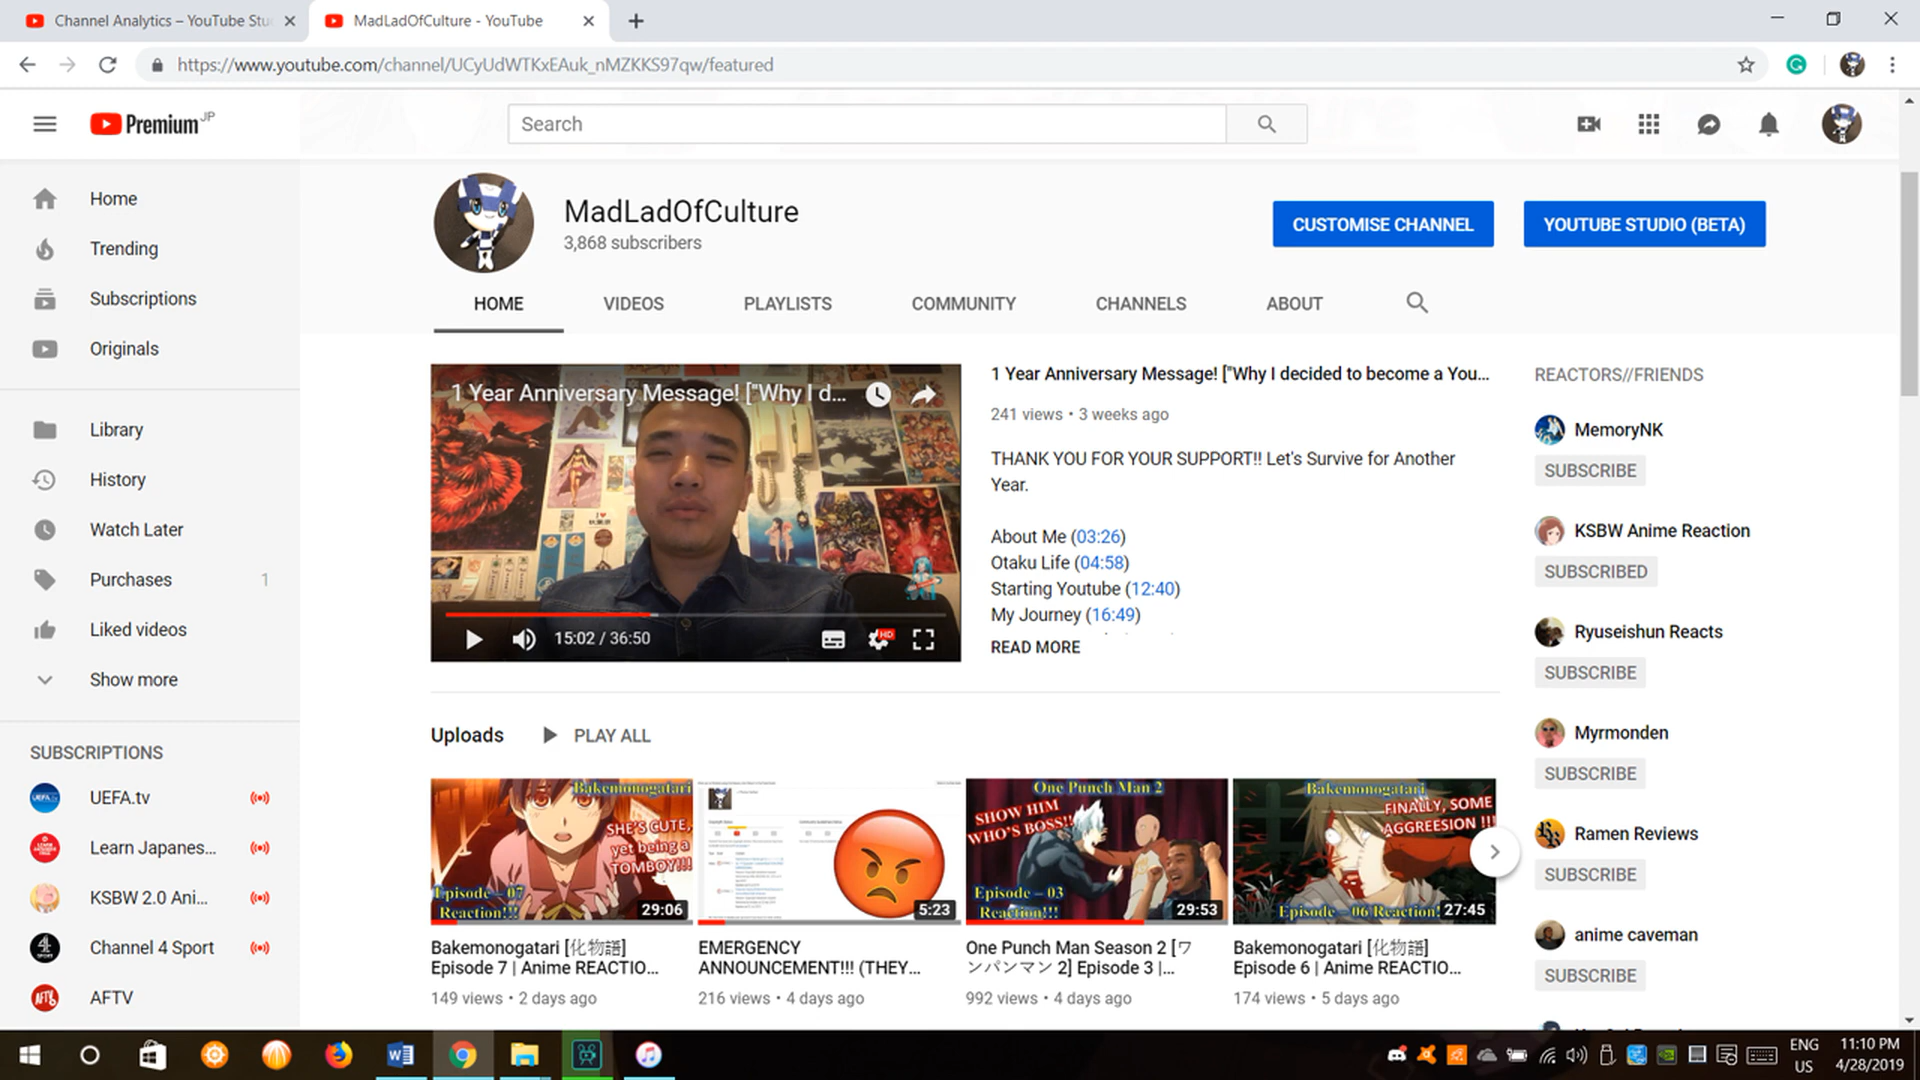 Channel Analytics – YouTube Stu
MadLadOfCulture - YouTube
https://www.youtube.com/channel/UCyUdWTKxEAuk_nMZKKS97qw/featured
Premium JP
Search
Home
Trending
Subscriptions
Originals
Library
History
Watch Later
Purchases 1
Liked videos
Show more
SUBSCRIPTIONS
UEFA.tv
Learn Japanes...
KSBW 2.0 Ani...
Channel 4 Sport
AFTV
MadLadOfCulture
3,868 subscribers
CUSTOMISE CHANNEL
YOUTUBE STUDIO (BETA)
HOME VIDEOS PLAYLISTS COMMUNITY CHANNELS ABOUT
1 Year Anniversary Message! ["Why I d...
15:02 / 36:50
HD
1 Year Anniversary Message! ["Why I decided to become a You...
241 views • 3 weeks ago
THANK YOU FOR YOUR SUPPORT!! Let's Survive for Another
Year.
About Me (03:26)
Otaku Life (04:58)
Starting Youtube (12:40)
My Journey (16:49)
READ MORE
Uploads PLAY ALL
Bakemonogatari
SHE'S CUTE,
yet being a
TOMBOY!!!
Episode – 07
Reaction!!!
29:06
Bakemonogatari [化物語]
Episode 7 | Anime REACTIO...
149 views • 2 days ago
5:23
EMERGENCY
ANNOUNCEMENT!!! (THEY...
216 views • 4 days ago
One Punch Man 2
SHOW HIM
WHO'S BOSS!!
Episode – 03
Reaction!!!
29:53
One Punch Man Season 2 [ワ
ンパンマン 2] Episode 3 |...
992 views • 4 days ago
Bakemonogatari
FINALLY, SOME
AGGREESION !!!
Episode – 06 Reaction!
27:45
Bakemonogatari [化物語]
Episode 6 | Anime REACTIO...
174 views • 5 days ago
REACTORS//FRIENDS
MemoryNK
SUBSCRIBE
KSBW Anime Reaction
SUBSCRIBED
Ryuseishun Reacts
SUBSCRIBE
Myrmonden
SUBSCRIBE
Ramen Reviews
SUBSCRIBE
anime caveman
SUBSCRIBE
ENG
US
11:10 PM
4/28/2019